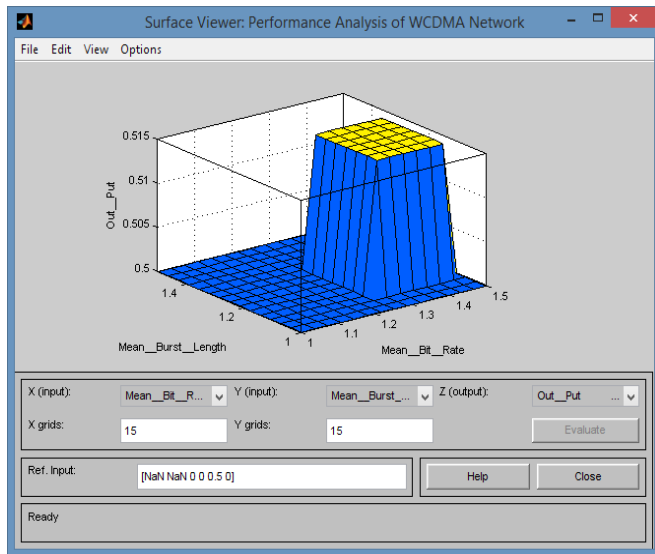 Surface Viewer: Performance Analysis of WCDMA Network
File Edit View Options
0.515
0.51
0.505
0.5
Out__Put
1.4
1.2
1
Mean__Burst__Length
1
1.1
1.2
1.3
1.4
1.5
Mean__Bit__Rate
X (input): Mean__Bit__R... Y (input): Mean__Burst_... Z (output): Out__Put ...
X grids: 15 Y grids: 15 Evaluate
Ref. Input: [NaN NaN 0 0 0.5 0] Help Close
Ready